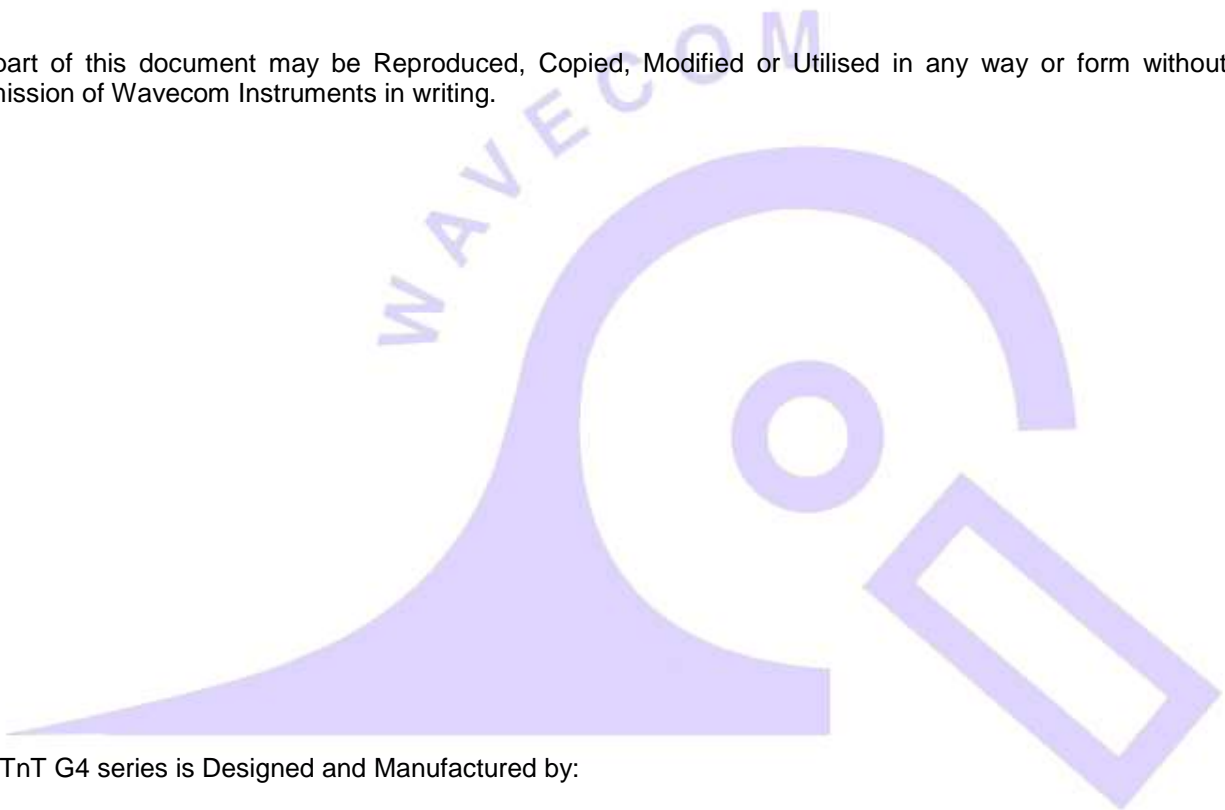 part of this document may be Reproduced, Copied, Modified or Utilised in any way or form without
of Wavecom Instruments in writing.
WAVECOM
TnT G4 series is Designed and Manufactured by: